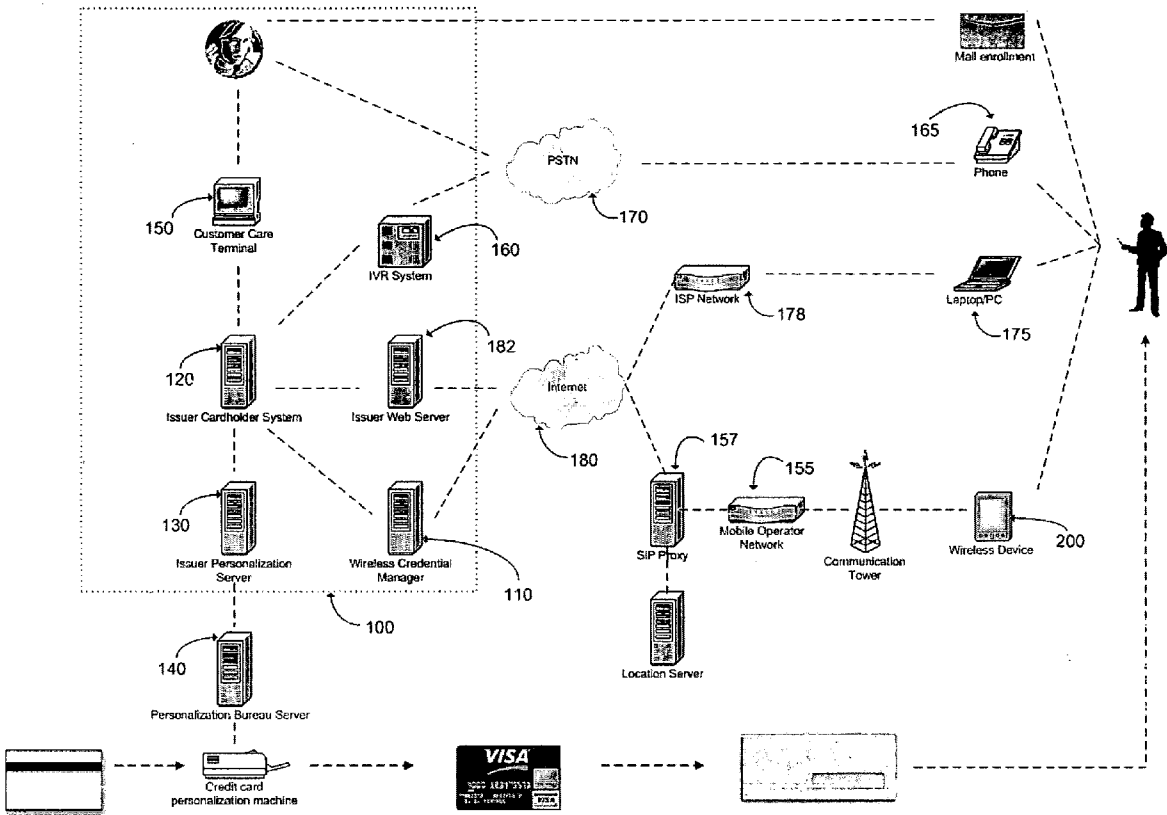 Mail enrollment
165
PSTN
Phone
170
150
Customer Care
Terminal
160
IVR System
ISP Network
178
Laptop/PC
175
182
120
Internet
Issuer Cardholder System
Issuer Web Server
180
157
155
130
SIP Proxy
Mobile Operator
Network
Wireless Device
200
Issuer Personalization
Server
Wireless Credential
Manager
Communication
Tower
110
100
140
Location Server
Personalization Bureau Server
VISA
VISA
Credit card
personalization machine